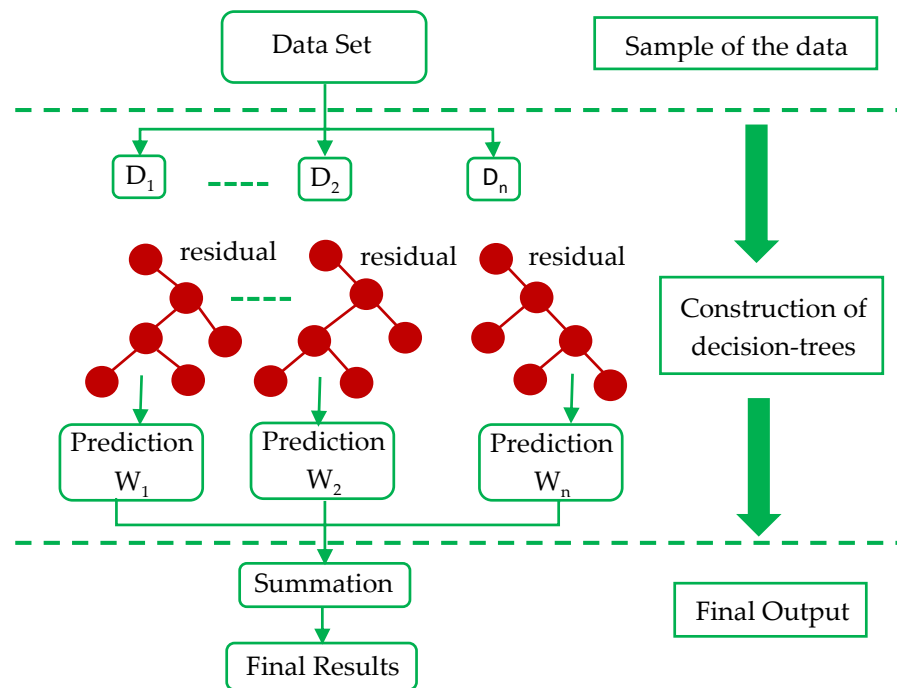 Data Set
Sample of the data
D₁
D₂
Dₙ
residual
residual
residual
Construction of
decision-trees
Prediction
W₁
Prediction
W₂
Prediction
Wₙ
Summation
Final Output
Final Results